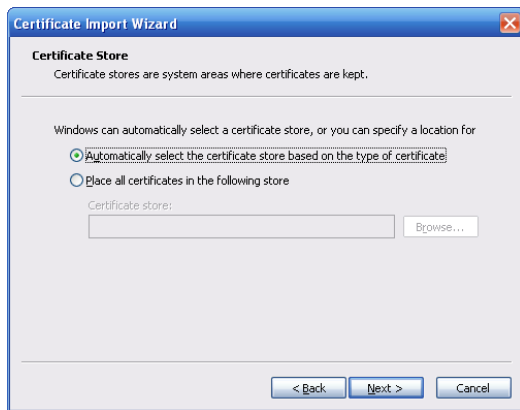 Certificate Import Wizard
Certificate Store
Certificate stores are system areas where certificates are kept.
Windows can automatically select a certificate store, or you can specify a location for
Automatically select the certificate store based on the type of certificate
Place all certificates in the following store
Certificate store:
Browse...
< Back Next > Cancel